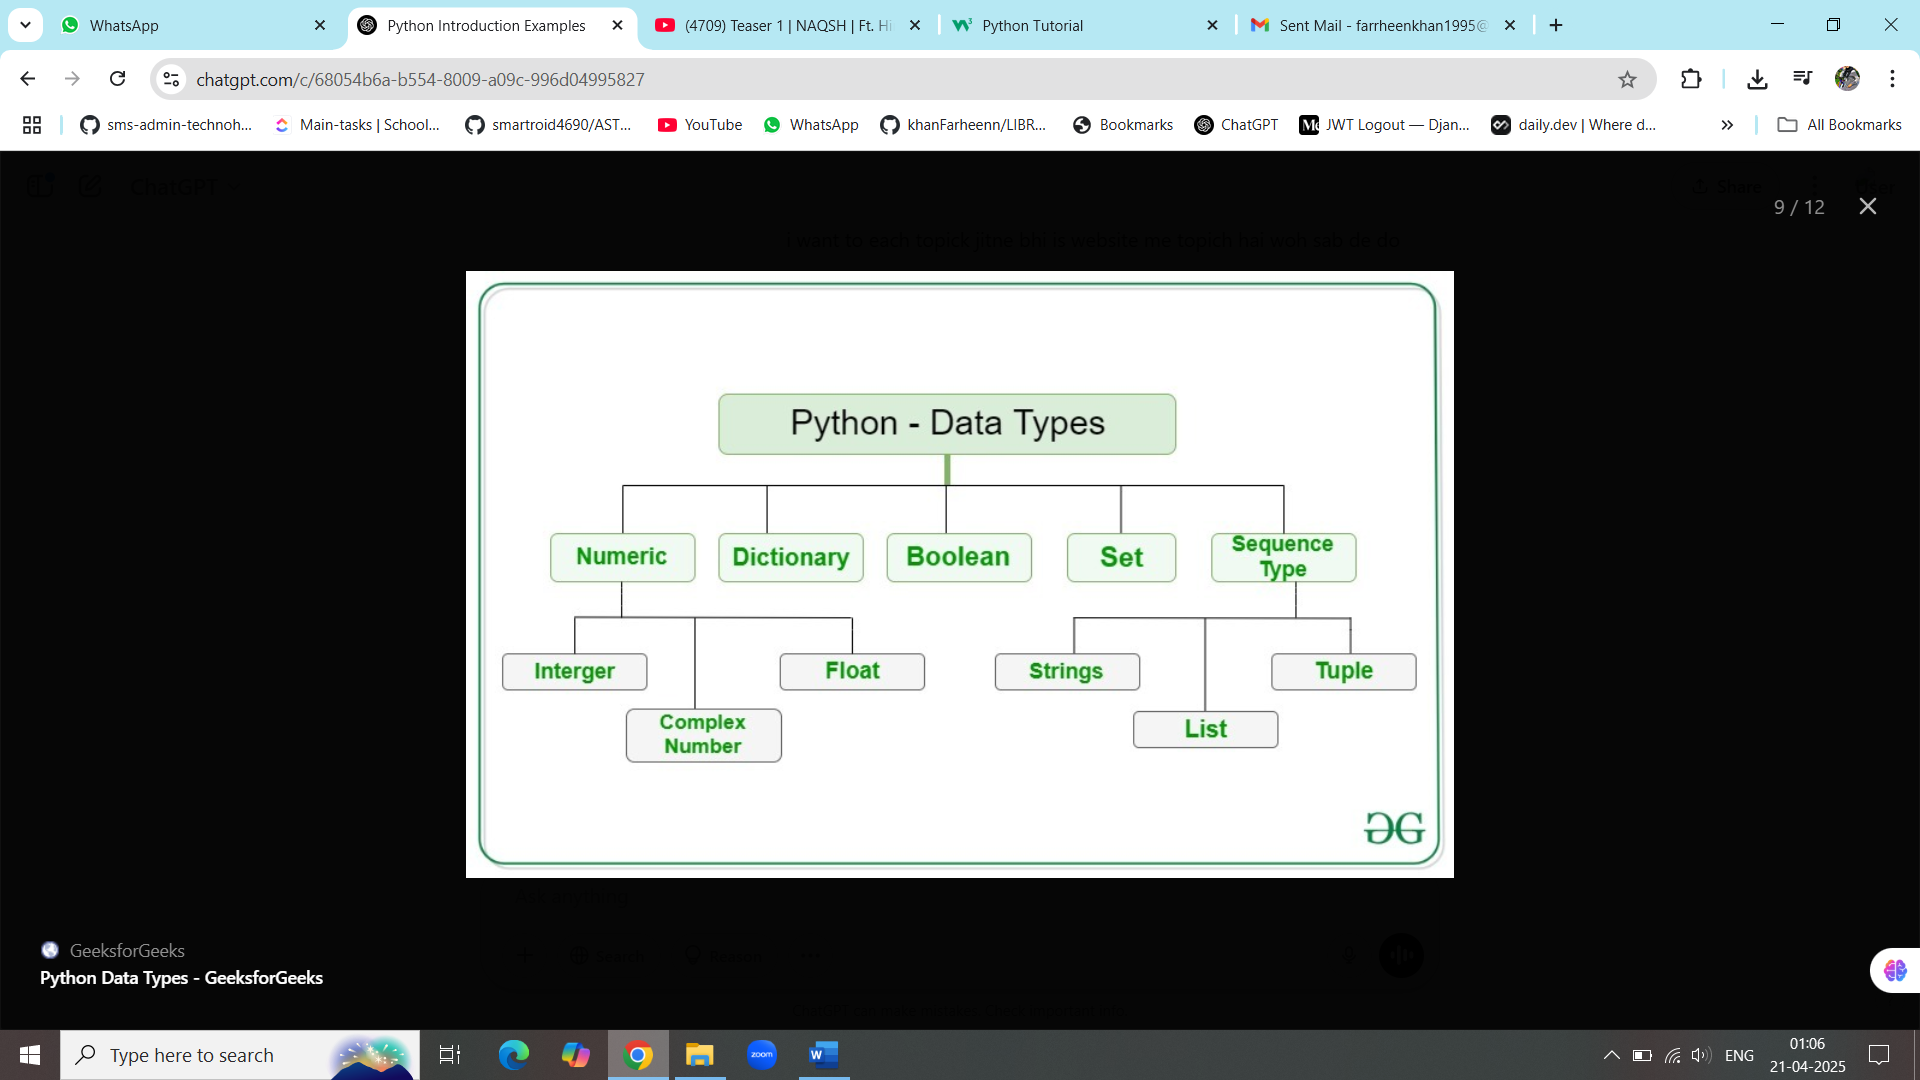 WhatsApp
Python Introduction Examples
(4709) Teaser 1 | NAQSH | Ft. Hi
Python Tutorial
Sent Mail - farrheenkhan1995@
chatgpt.com/c/68054b6a-b554-8009-a09c-996d04995827
sms-admin-technoh...
Main-tasks | School...
smartroid4690/AST...
YouTube
WhatsApp
khanFarheenn/LIBR...
Bookmarks
ChatGPT
JWT Logout — Djan...
daily.dev | Where d...
All Bookmarks
ChatGPT
Share
9 / 12
i want to each topick jitne bhi is website me topich hai woh sab de do
Python - Data Types
Numeric
Dictionary
Boolean
Set
Sequence
Type
Interger
Float
Strings
Tuple
Complex
Number
List
GeeksforGeeks
Python Data Types - GeeksforGeeks
Type here to search
zoom
W
ENG
01:06
21-04-2025